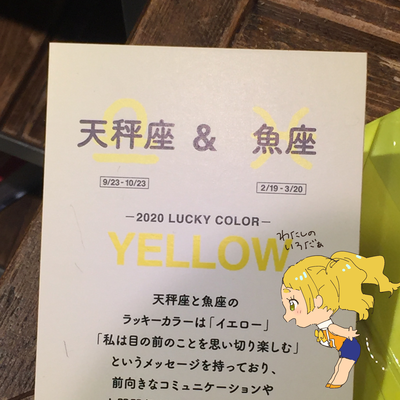 天秤座 & 魚座
9/23 - 10/23
2/19 - 3/20
–2020 LUCKY COLOR–
YELLOW
わたしの
いろだぁ
天秤座と魚座の
ラッキーカラーは「イエロー」
「私は目の前のことを思い切り楽しむ」
というメッセージを持っており、
前向きなコミュニケーションや